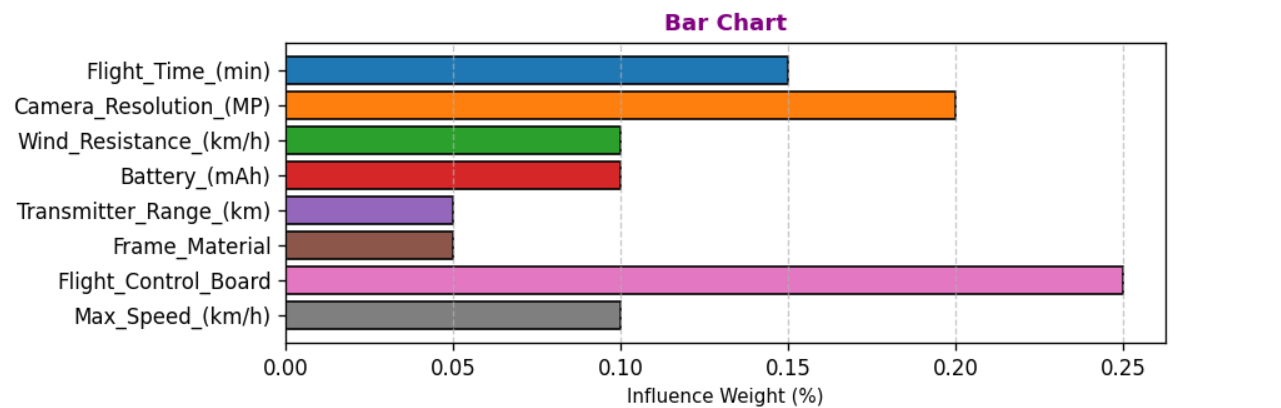 Bar Chart
Flight_Time_(min)
Camera_Resolution_(MP)
Wind_Resistance_(km/h)
Battery_(mAh)
Transmitter_Range_(km)
Frame_Material
Flight_Control_Board
Max_Speed_(km/h)
0.00 0.05 0.10 0.15 0.20 0.25
Influence Weight (%)